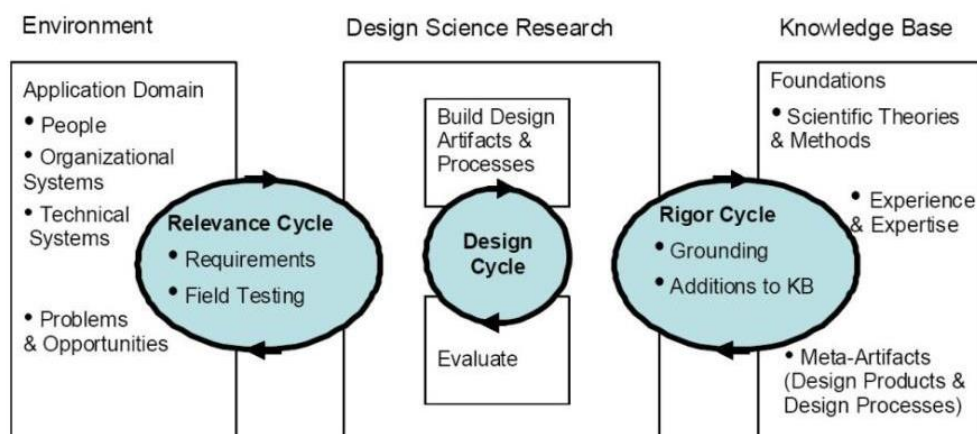 Environment
Design Science Research
Knowledge Base
Application Domain
• People
• Organizational
Systems
• Technical
Systems
• Problems
& Opportunities
Relevance Cycle
• Requirements
• Field Testing
Build Design
Artifacts &
Processes
Design
Cycle
Evaluate
Rigor Cycle
• Grounding
• Additions to KB
Foundations
• Scientific Theories
& Methods
• Experience
& Expertise
• Meta-Artifacts
(Design Products &
Design Processes)